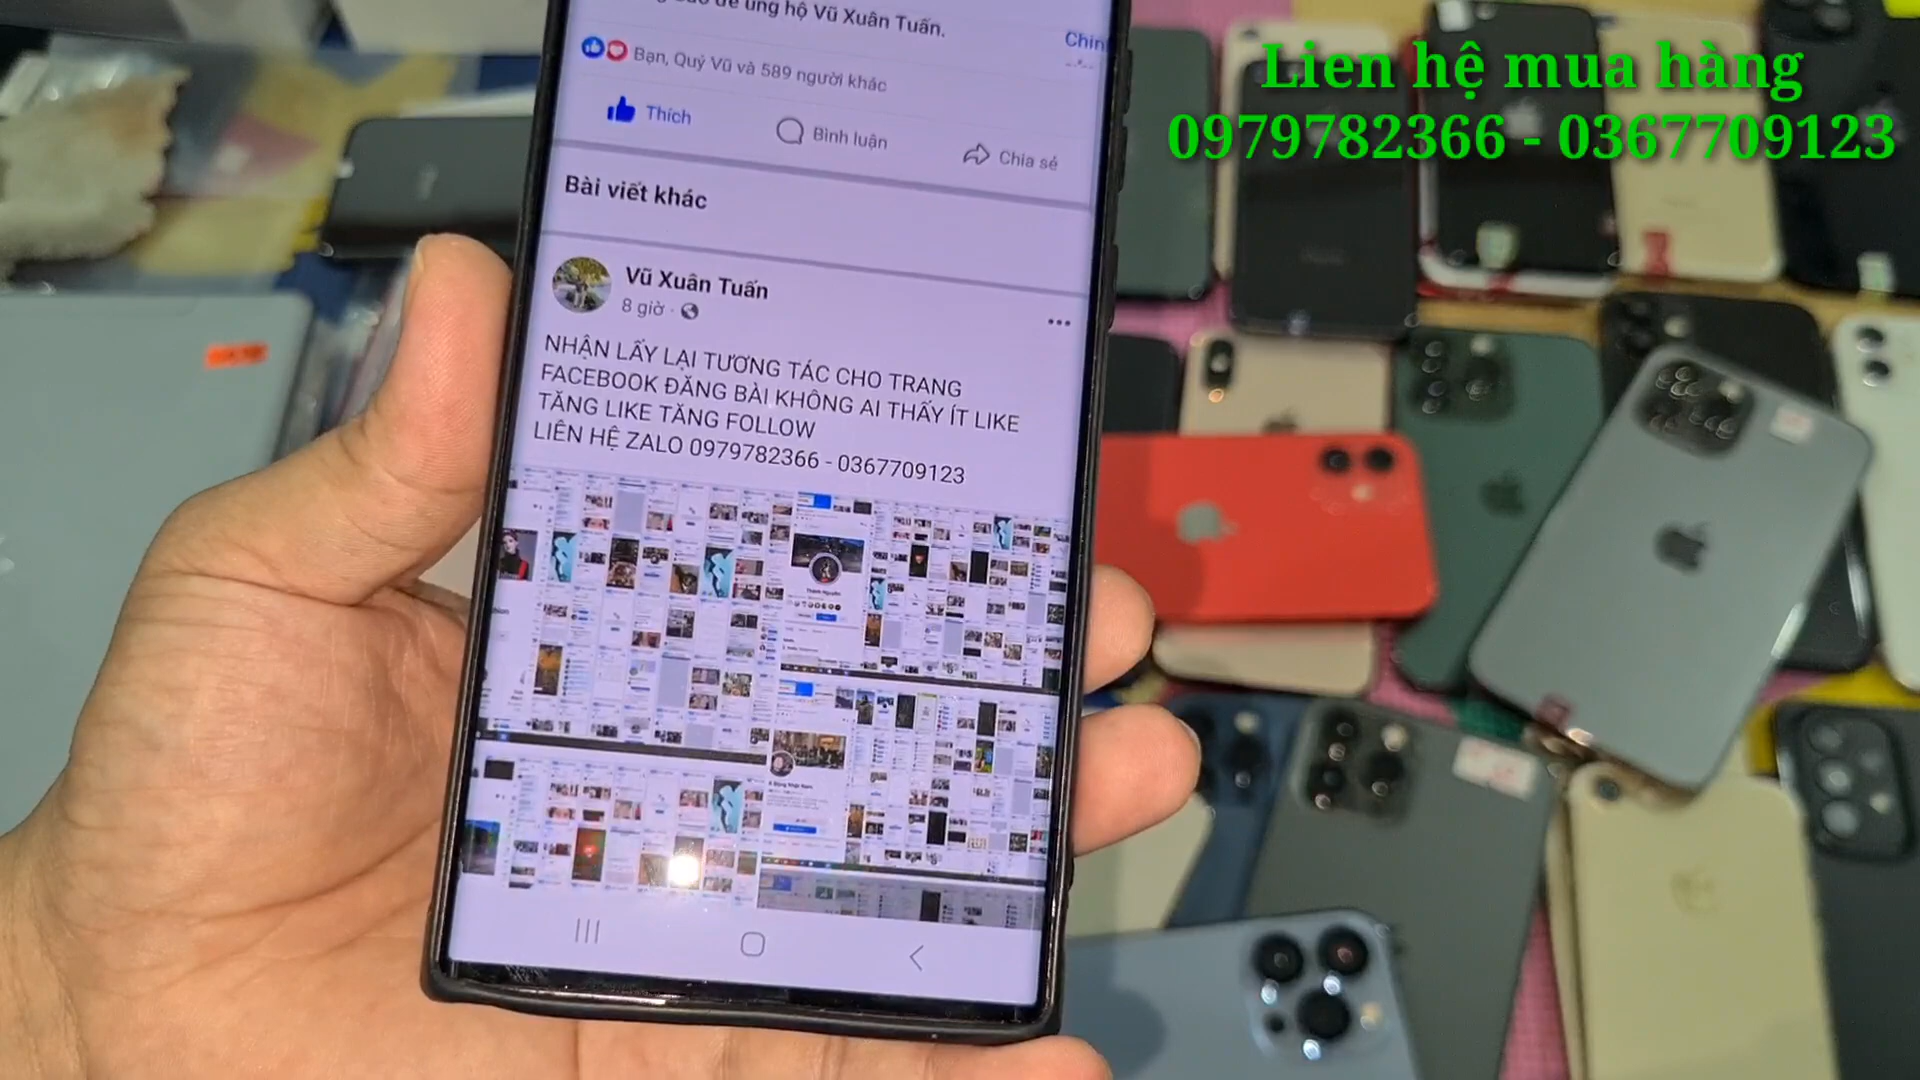 để ủng hộ Vũ Xuân Tuấn.
Lien hệ mua hàng
0979782366 - 0367709123
Bạn, Quý Vũ và 589 người khác
Thích
Bình luận
Chia sẻ
Bài viết khác
Vũ Xuân Tuấn
8 giờ ·
NHẬN LẤY LẠI TƯƠNG TÁC CHO TRANG
FACEBOOK ĐĂNG BÀI KHÔNG AI THẤY ÍT LIKE
TĂNG LIKE TĂNG FOLLOW
LIÊN HỆ ZALO 0979782366 - 0367709123